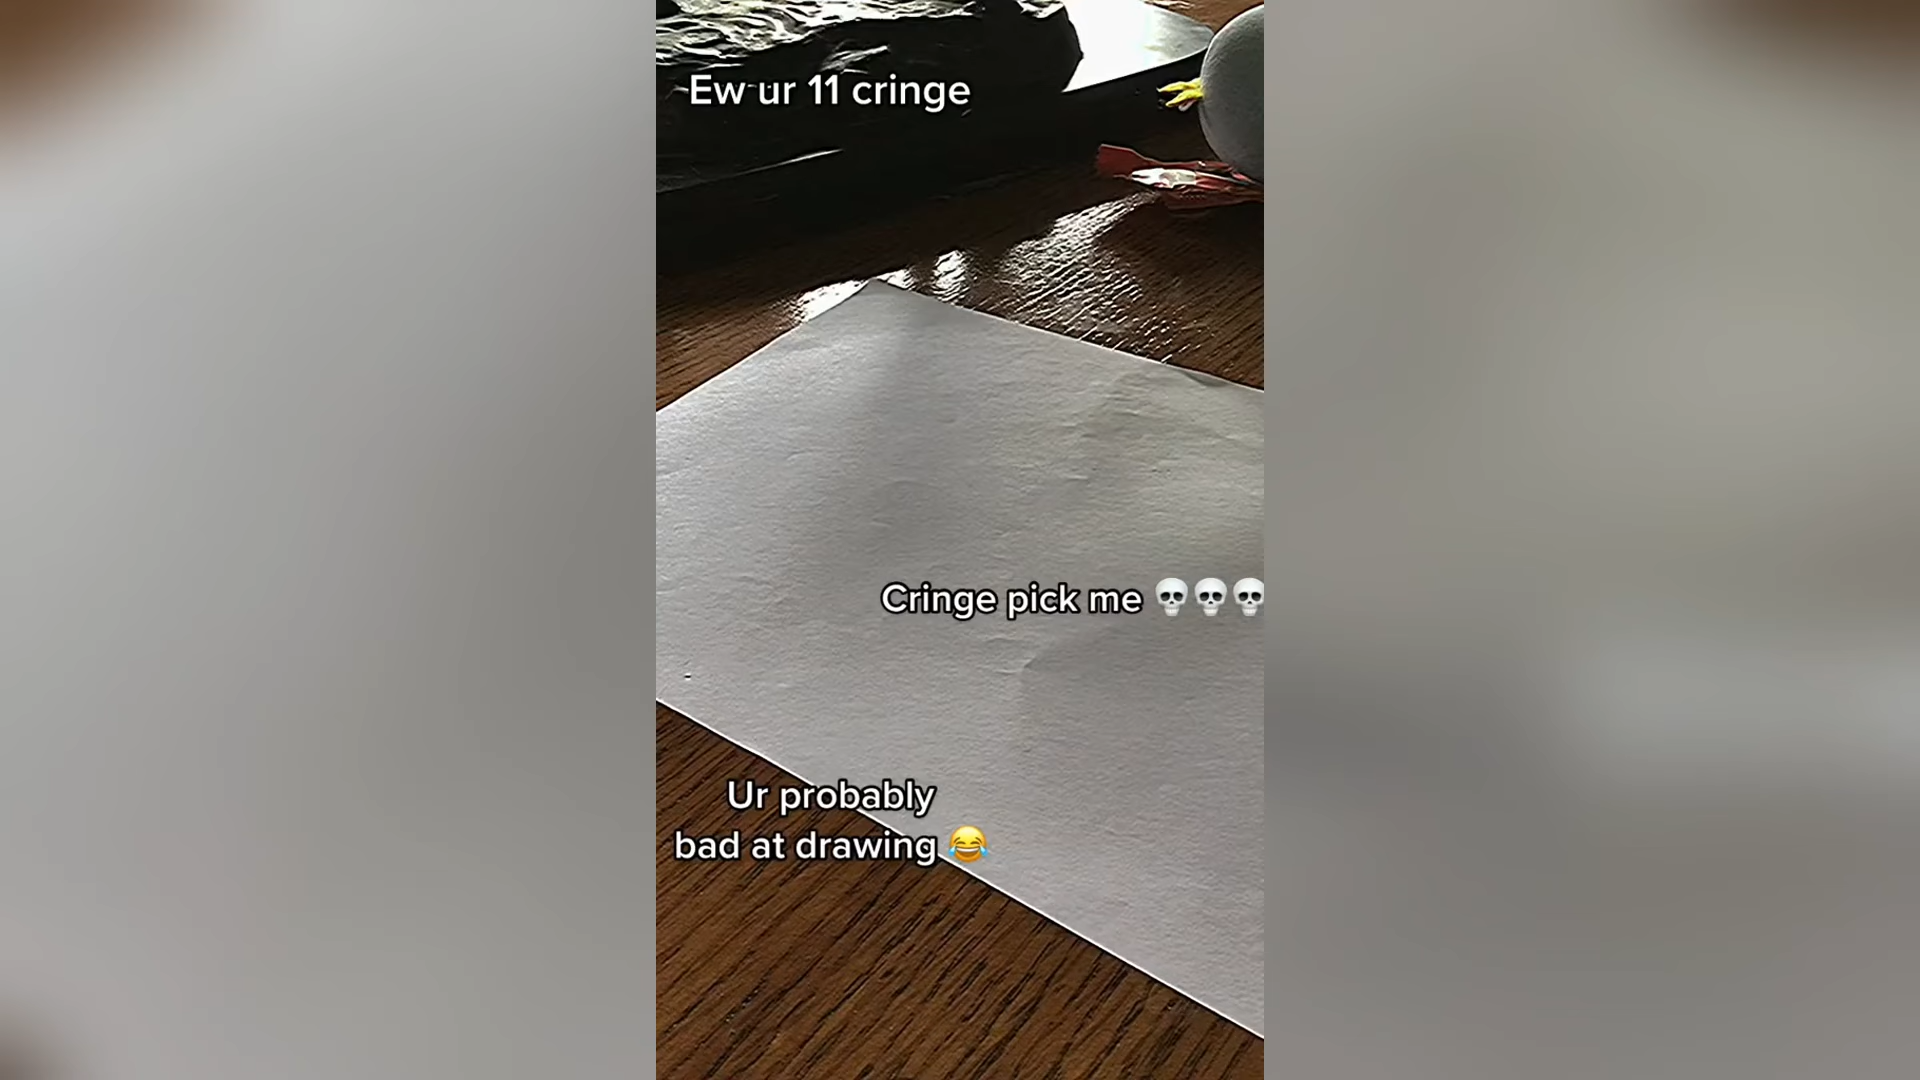 Ew ur 11 cringe
Cringe pick me 💀💀💀
Ur probably
bad at drawing 😂